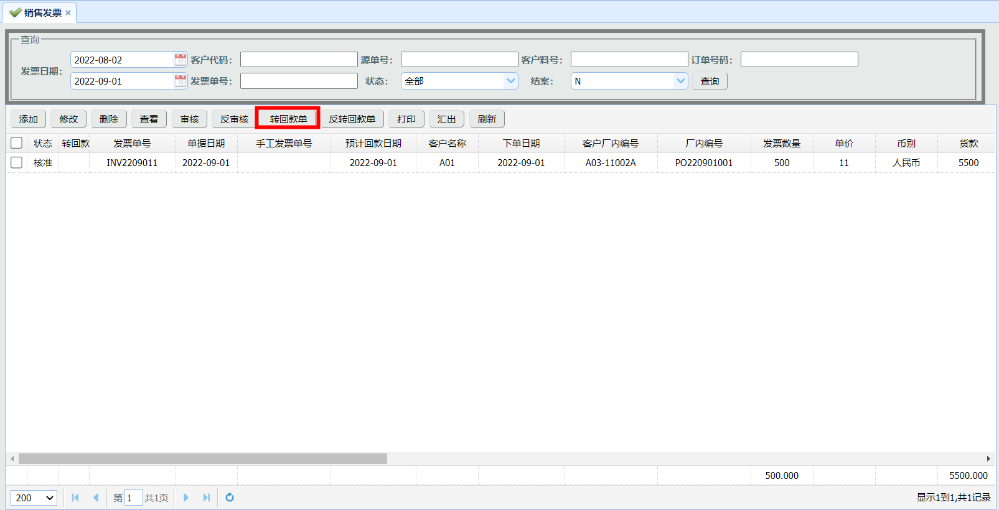 销售发票
查询
发票日期:
2022-08-02 客户代码: 源单号: 客户料号: 订单号码:
2022-09-01 发票单号: 状态: 全部 结案: N 查询
添加 修改 删除 查看 审核 反审核 转回款单 反转回款单 打印 汇出 刷新
状态 转回款 发票单号 单据日期 手工发票单号 预计回款日期 客户名称 下单日期 客户厂内编号 厂内编号 发票数量 单价 币别 货款
核准 INV2209011 2022-09-01 2022-09-01 A01 2022-09-01 A03-11002A PO220901001 500 11 人民币 5500
500.000 5500.000
200 第 1 共1页 显示1到1,共1记录